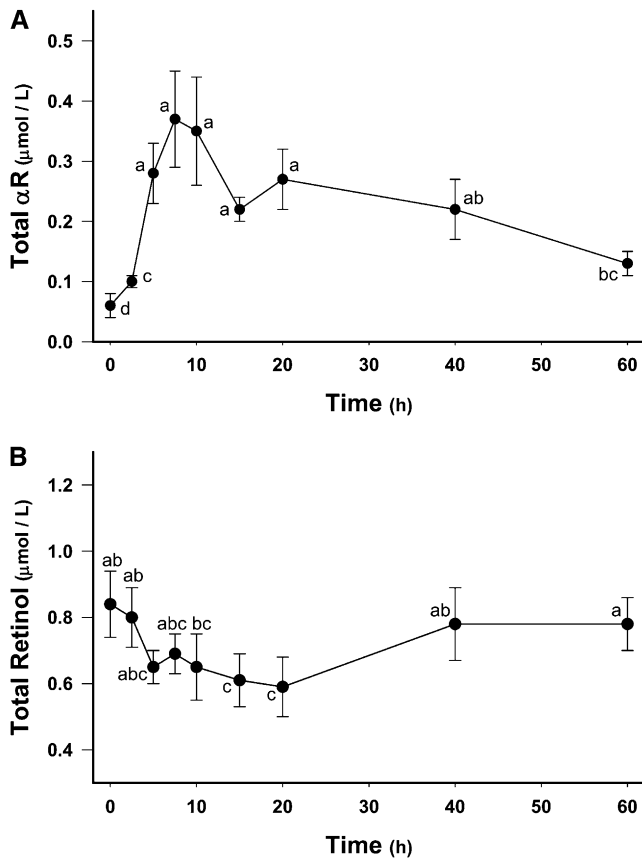 A
Total αR (μmol / L)
0.5
0.4
0.3
0.2
0.1
0.0
d
c
a
a
a
a
a
ab
bc
0 10 20 30 40 50 60
Time (h)
B
Total Retinol (μmol / L)
1.2
1.0
0.8
0.6
0.4
ab
ab
abc
abc
bc
c
c
ab
a
0 10 20 30 40 50 60
Time (h)